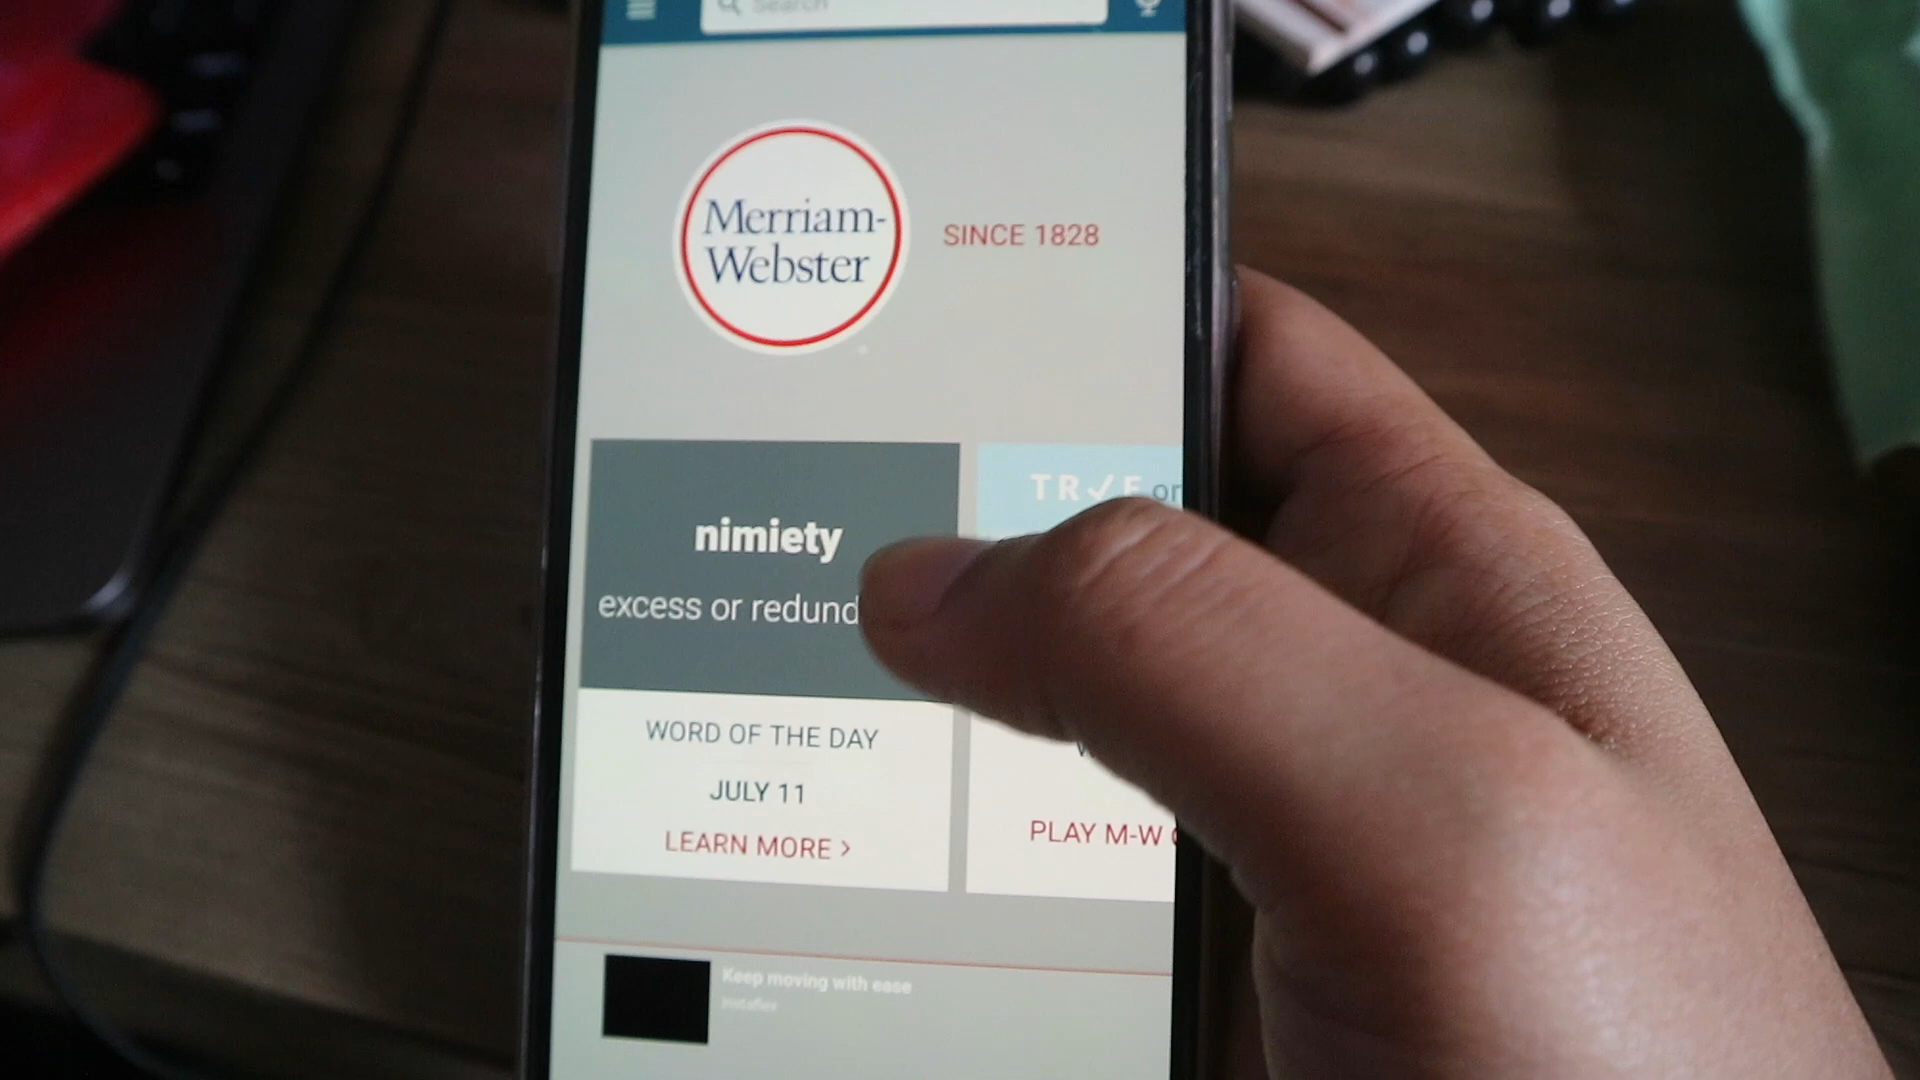 Search
Merriam-
Webster
SINCE 1828
nimiety
excess or redund
WORD OF THE DAY
JULY 11
LEARN MORE >
TR✓E or
PLAY M-W
Keep moving with ease
Instaflex